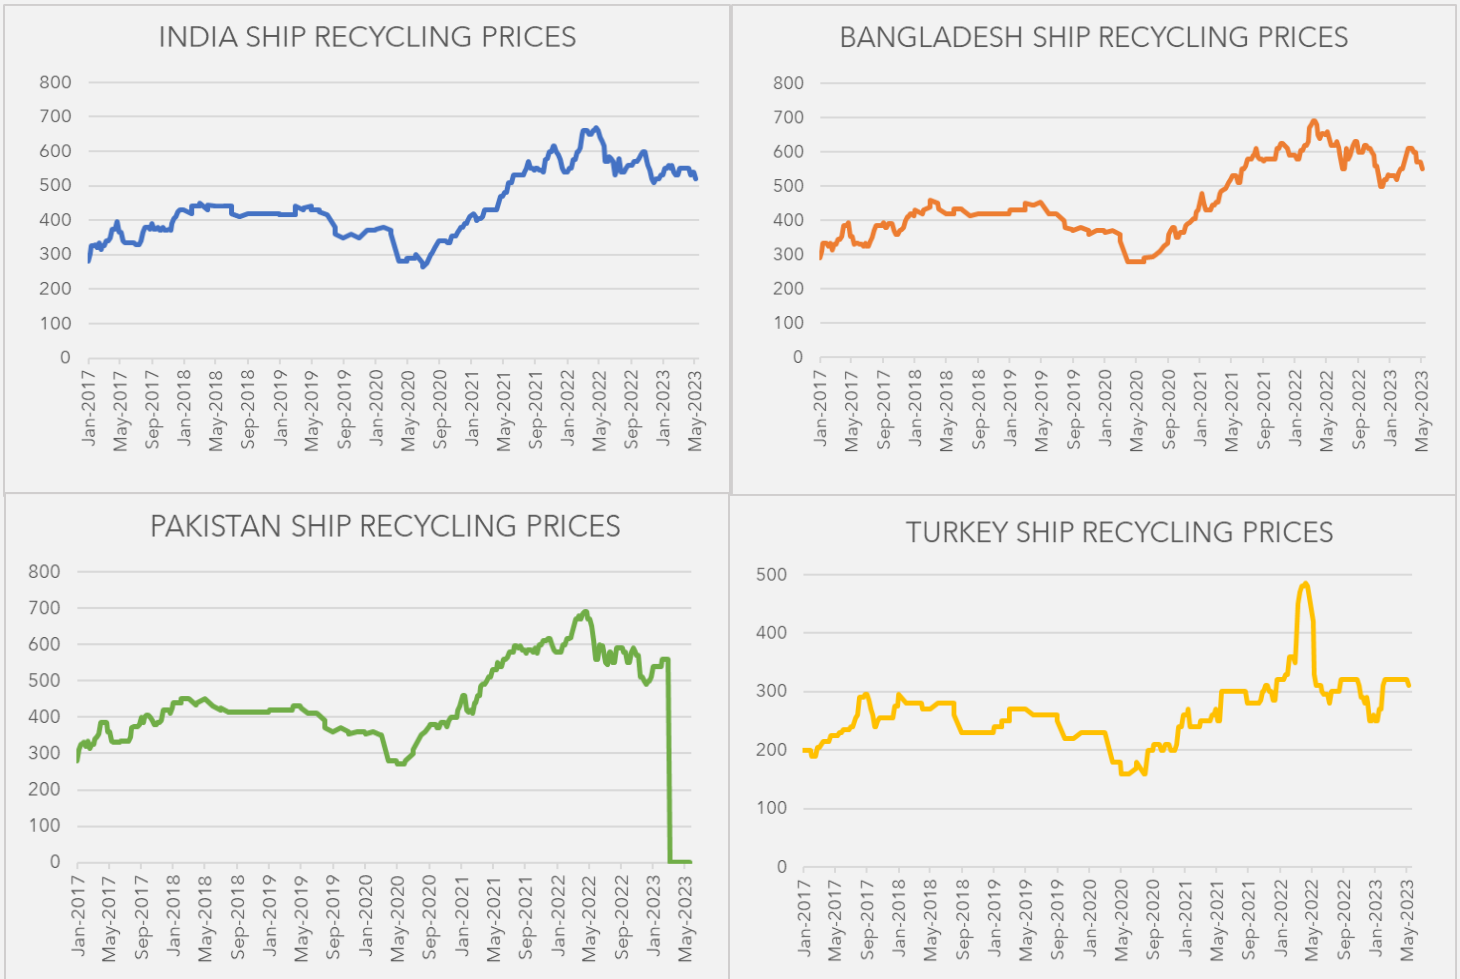 INDIA SHIP RECYCLING PRICES
800
700
600
500
400
300
200
100
0
Jan-2017
May-2017
Sep-2017
Jan-2018
May-2018
Sep-2018
Jan-2019
May-2019
Sep-2019
Jan-2020
May-2020
Sep-2020
Jan-2021
May-2021
Sep-2021
Jan-2022
May-2022
Sep-2022
Jan-2023
May-2023
BANGLADESH SHIP RECYCLING PRICES
800
700
600
500
400
300
200
100
0
Jan-2017
May-2017
Sep-2017
Jan-2018
May-2018
Sep-2018
Jan-2019
May-2019
Sep-2019
Jan-2020
May-2020
Sep-2020
Jan-2021
May-2021
Sep-2021
Jan-2022
May-2022
Sep-2022
Jan-2023
May-2023
PAKISTAN SHIP RECYCLING PRICES
800
700
600
500
400
300
200
100
0
Jan-2017
May-2017
Sep-2017
Jan-2018
May-2018
Sep-2018
Jan-2019
May-2019
Sep-2019
Jan-2020
May-2020
Sep-2020
Jan-2021
May-2021
Sep-2021
Jan-2022
May-2022
Sep-2022
Jan-2023
May-2023
TURKEY SHIP RECYCLING PRICES
500
400
300
200
100
0
Jan-2017
May-2017
Sep-2017
Jan-2018
May-2018
Sep-2018
Jan-2019
May-2019
Sep-2019
Jan-2020
May-2020
Sep-2020
Jan-2021
May-2021
Sep-2021
Jan-2022
May-2022
Sep-2022
Jan-2023
May-2023